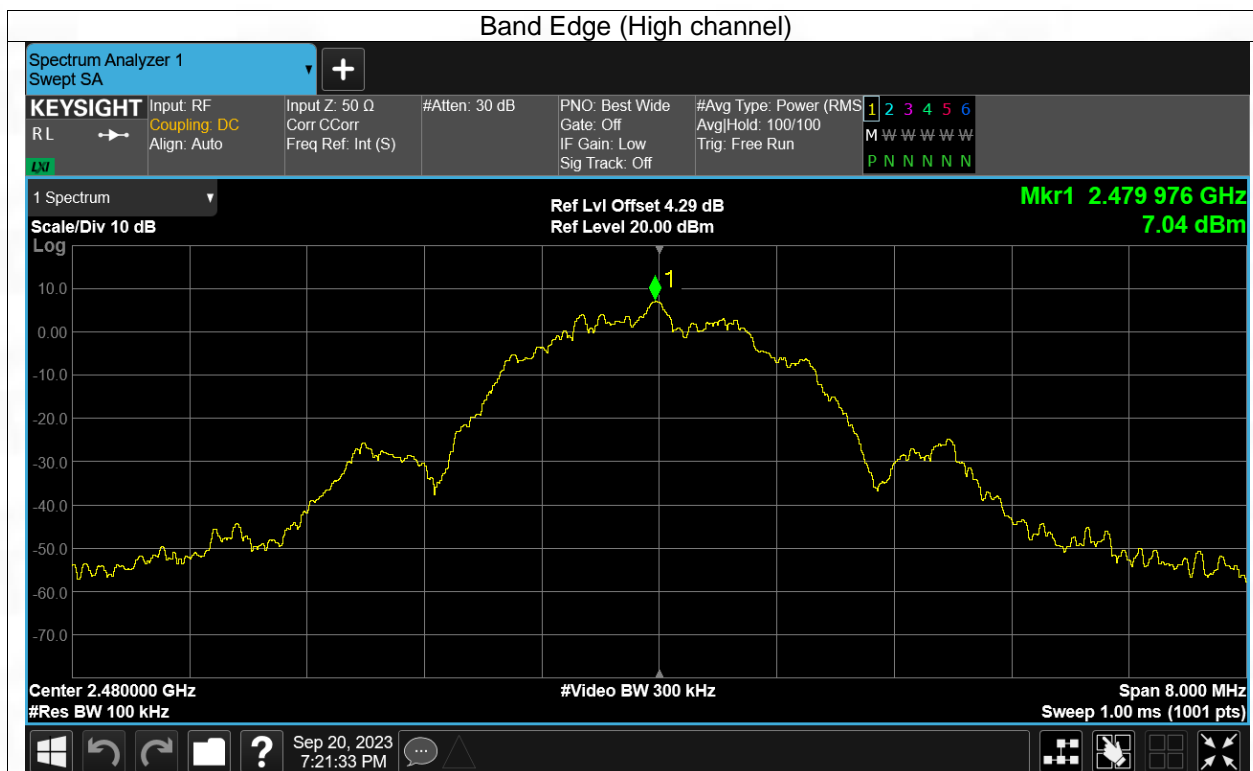 Band Edge (High channel)
Spectrum Analyzer 1
Swept SA
KEYSIGHT
R L
LXI
Input: RF
Coupling: DC
Align: Auto
Input Z: 50 Ω
Corr CCorr
Freq Ref: Int (S)
#Atten: 30 dB
PNO: Best Wide
Gate: Off
IF Gain: Low
Sig Track: Off
#Avg Type: Power (RMS
Avg|Hold: 100/100
Trig: Free Run
1 2 3 4 5 6
M W W W W W
P N N N N N
1 Spectrum
Scale/Div 10 dB
Log
Ref Lvl Offset 4.29 dB
Ref Level 20.00 dBm
Mkr1 2.479 976 GHz
7.04 dBm
1
10.0
0.00
-10.0
-20.0
-30.0
-40.0
-50.0
-60.0
-70.0
Center 2.480000 GHz
#Res BW 100 kHz
#Video BW 300 kHz
Span 8.000 MHz
Sweep 1.00 ms (1001 pts)
?
Sep 20, 2023
7:21:33 PM